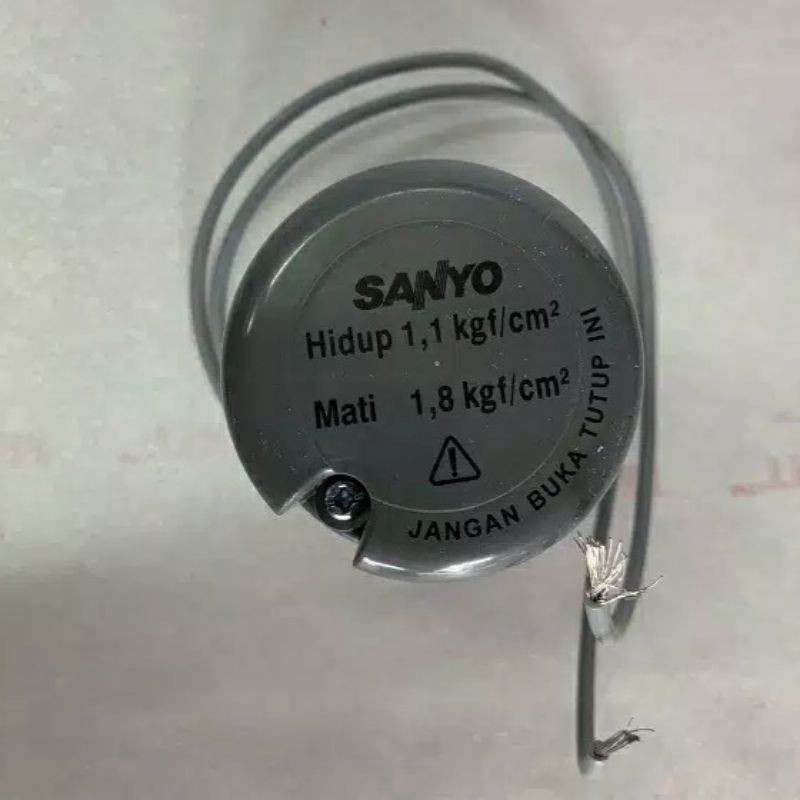 SANYO
Hidup 1,1 kgf/cm²
Mati 1,8 kgf/cm²
JANGAN BUKA TUTUP INI